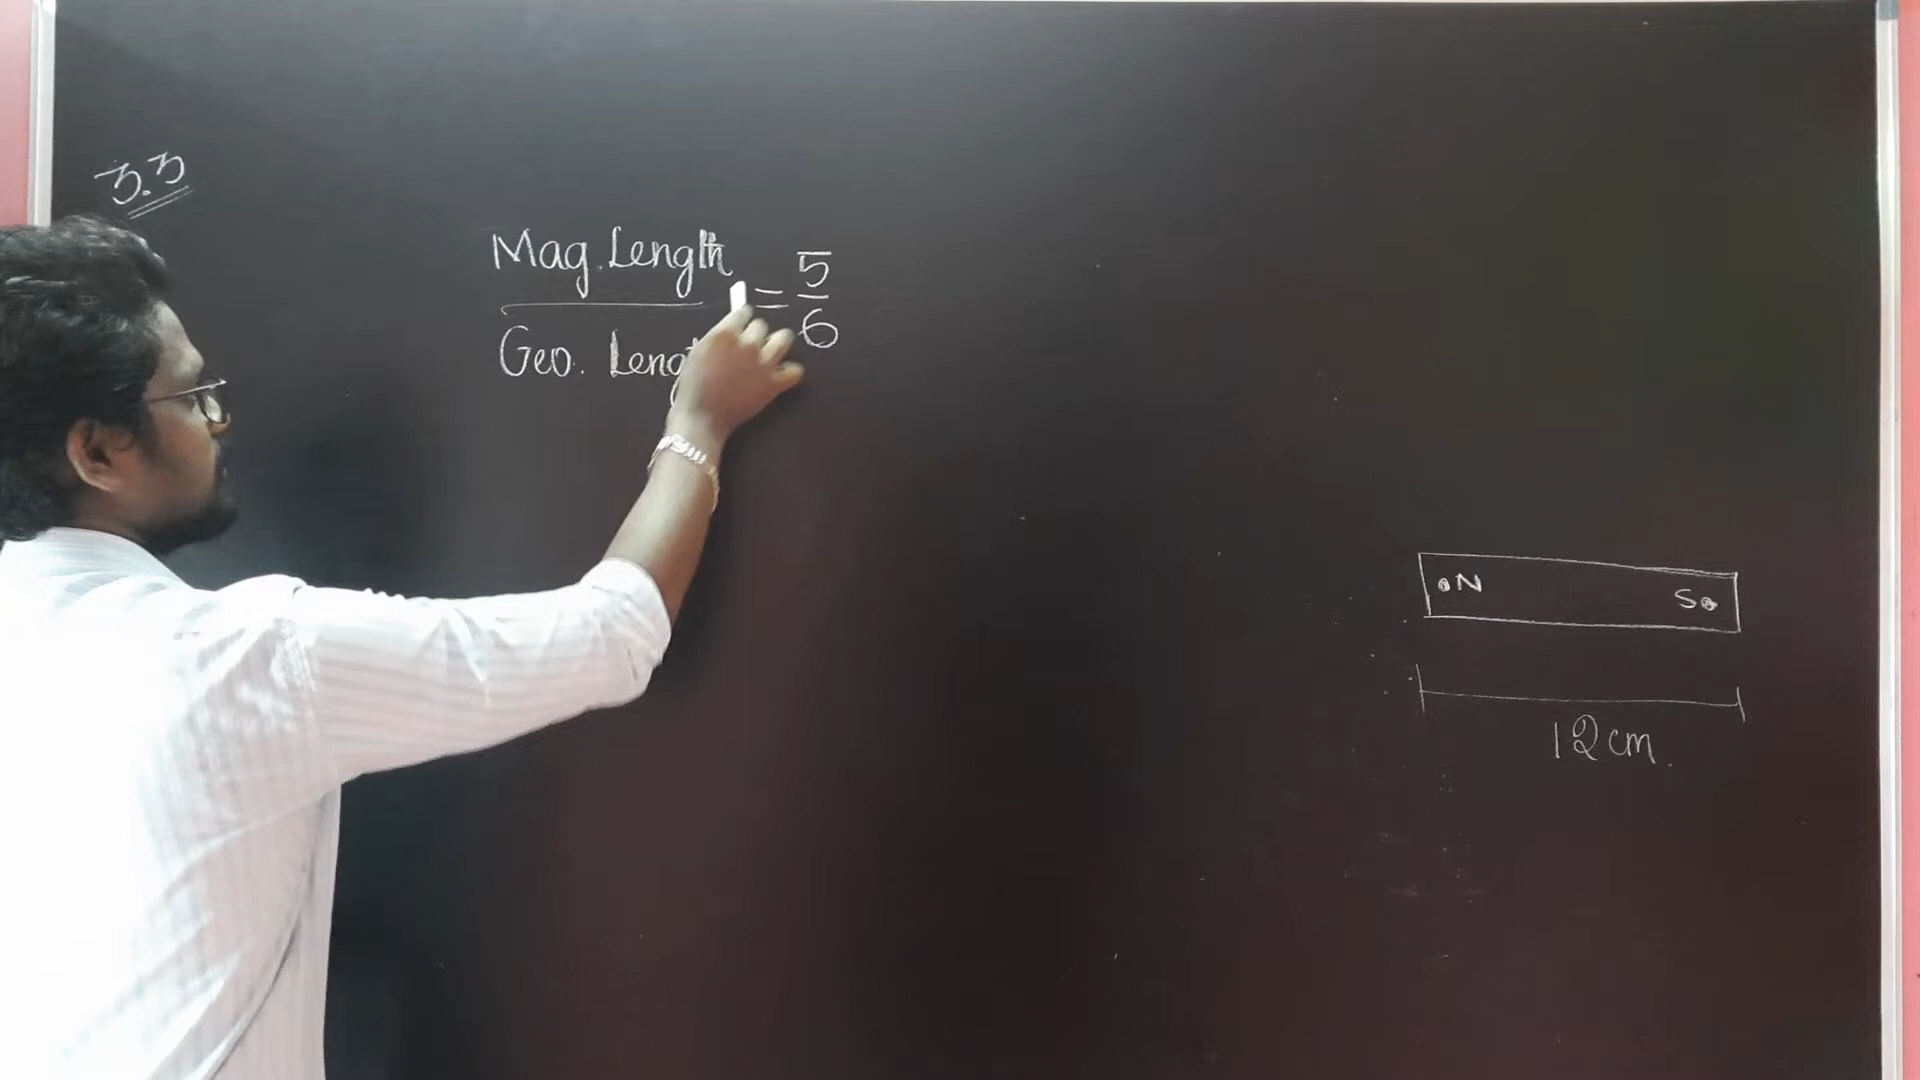 3.3
Mag. Length
= 5
6
Geo.
N
S
12 cm.